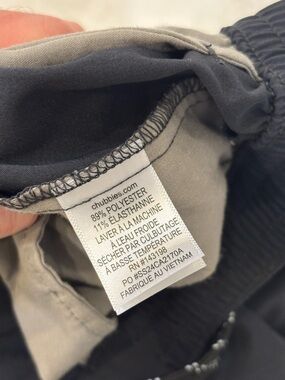 chubbies.com
89% POLYESTER
11% ELASTHANNE
LAVER À LA MACHINE
À L'EAU FROIDE
SÉCHER PAR CULBUTAGE
À BASSE TEMPÉRATURE
RN #143198
PO #SS24CA2170A
FABRIQUÉ AU VIETNAM